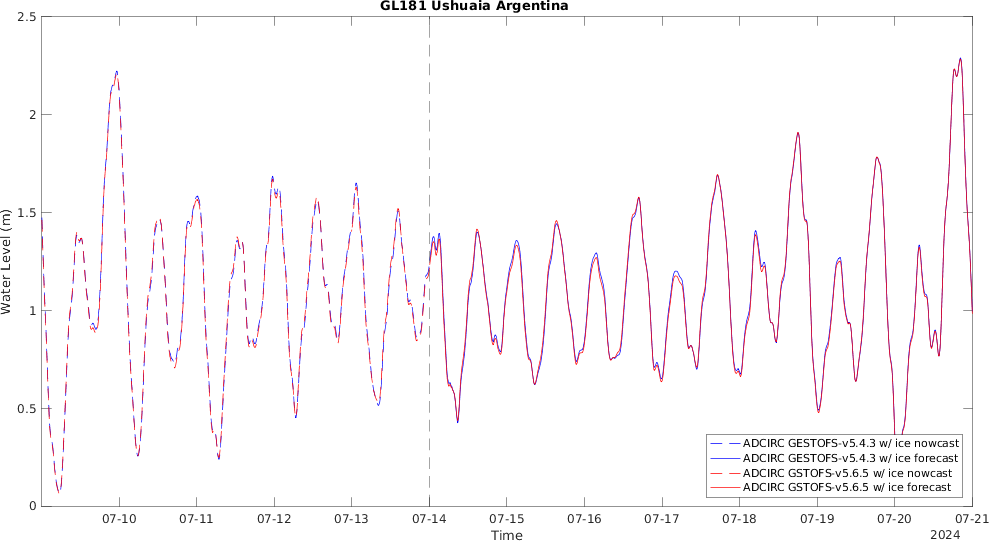 GL181 Ushuaia Argentina
2.5
2
1.5
1
0.5
0
Water Level (m)
ADCIRC GESTOFS-v5.4.3 w/ ice nowcast
ADCIRC GESTOFS-v5.4.3 w/ ice forecast
ADCIRC GSTOFS-v5.6.5 w/ ice nowcast
ADCIRC GSTOFS-v5.6.5 w/ ice forecast
07-10 07-11 07-12 07-13 07-14 07-15 07-16 07-17 07-18 07-19 07-20 07-21
Time
2024